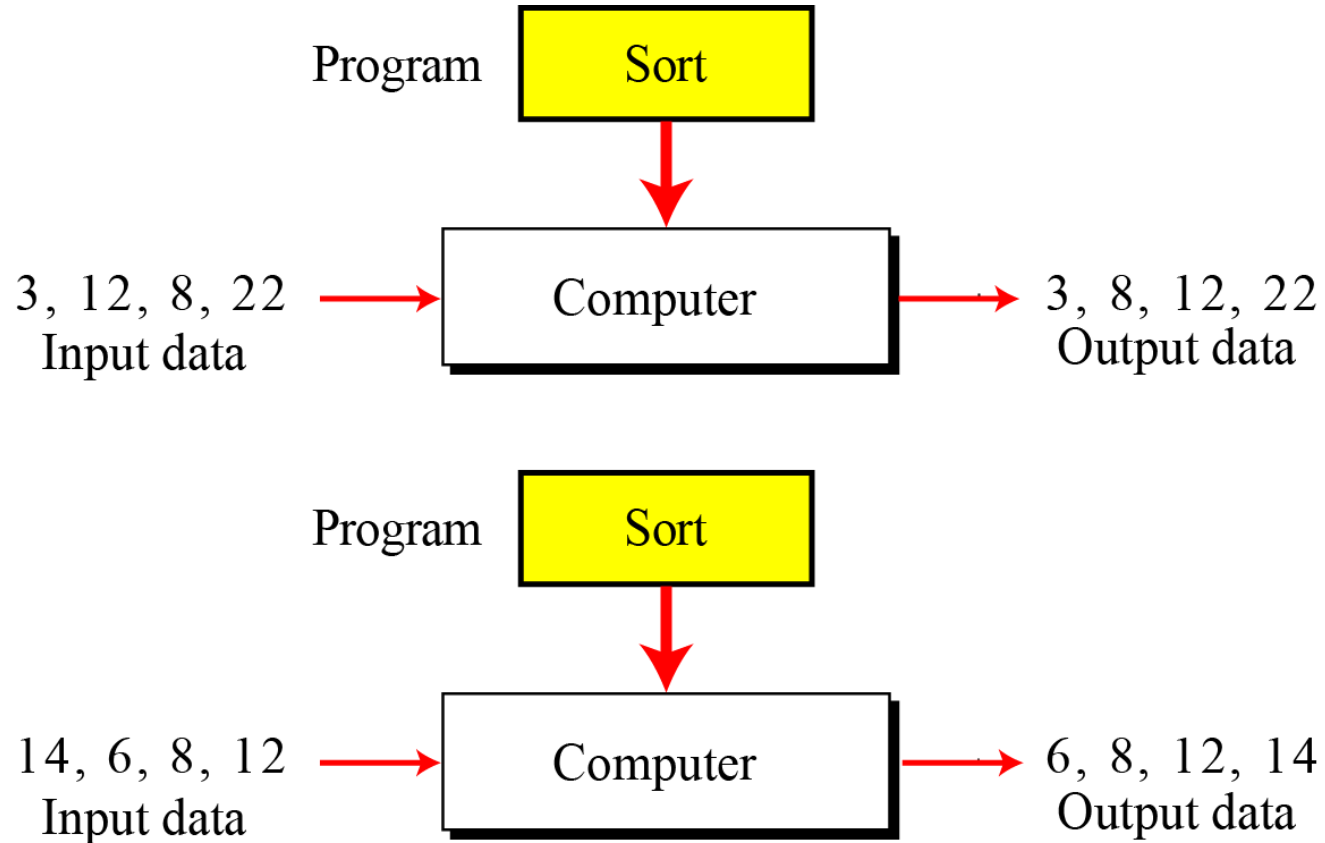 Program
Sort
3, 12, 8, 22
Input data
Computer
3, 8, 12, 22
Output data
Program
Sort
14, 6, 8, 12
Input data
Computer
6, 8, 12, 14
Output data